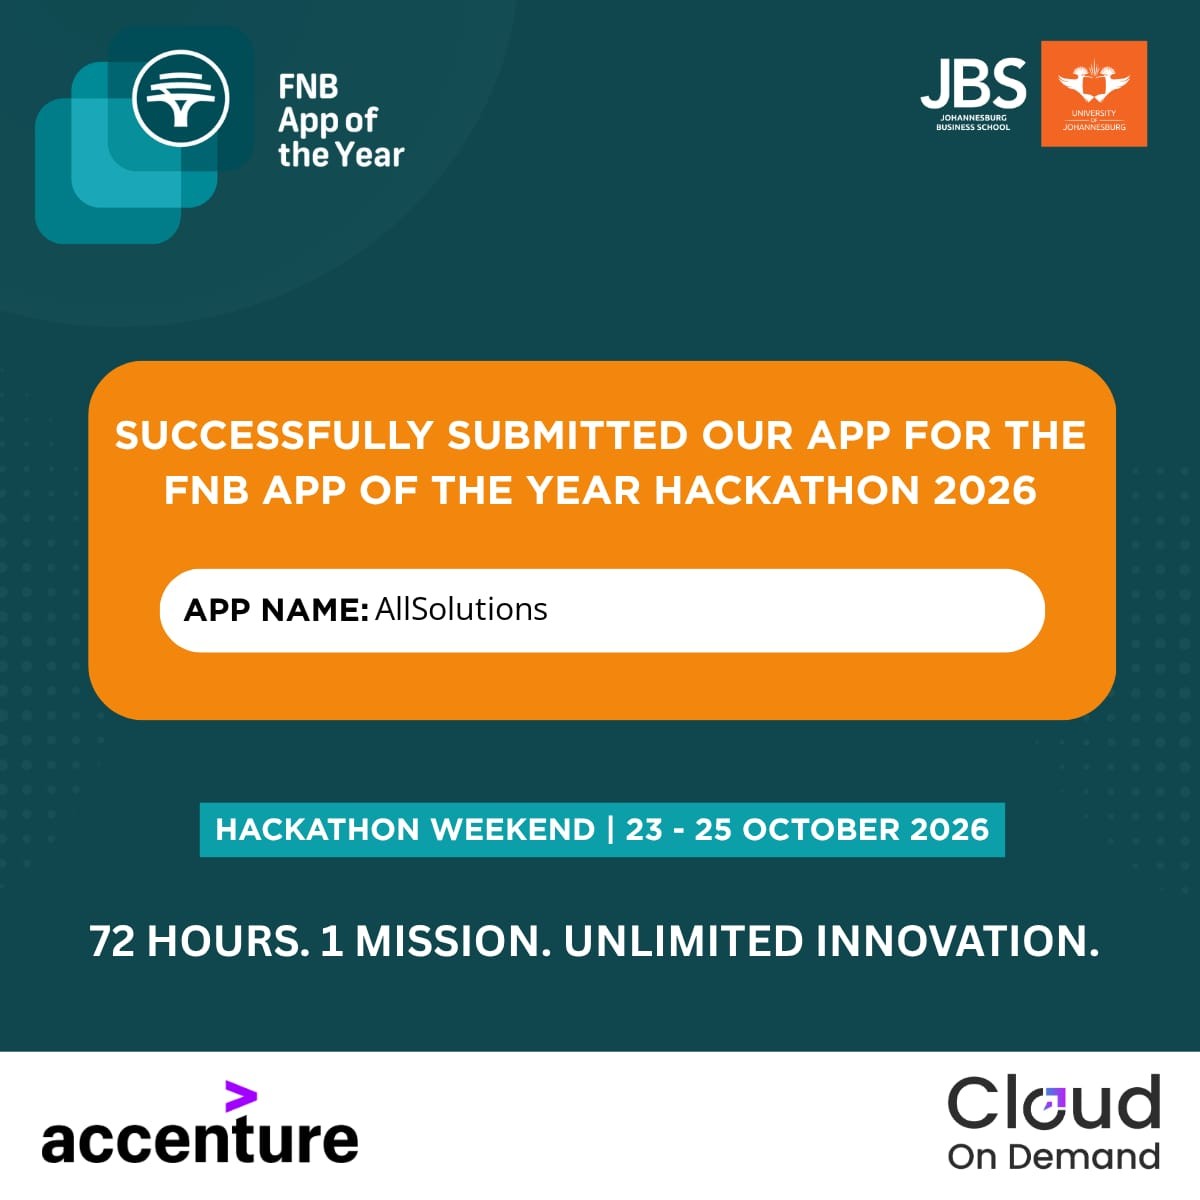 FNB
App of
the Year
JBS
JOHANNESBURG
BUSINESS SCHOOL
UNIVERSITY
OF
JOHANNESBURG
SUCCESSFULLY SUBMITTED OUR APP FOR THE
FNB APP OF THE YEAR HACKATHON 2026
APP NAME: AllSolutions
HACKATHON WEEKEND | 23 - 25 OCTOBER 2026
72 HOURS. 1 MISSION. UNLIMITED INNOVATION.
accenture
Cloud
On Demand